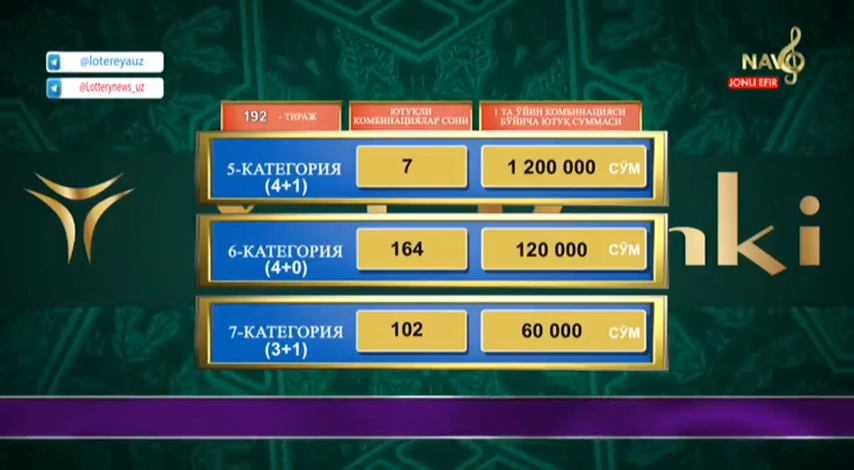 @lotereyauz
@Lotterynews_uz
NAVO
JONLI EFIR
192 - ТИРАЖ
ЮТУҚЛИ
КОМБИНАЦИЯЛАР СОНИ
1 ТА ЎЙИН КОМБИНАЦИЯСИ
БЎЙИЧА ЮТУҚ СУММАСИ
5-КАТЕГОРИЯ
(4+1)
7
1 200 000 СЎМ
6-КАТЕГОРИЯ
(4+0)
164
120 000 СЎМ
7-КАТЕГОРИЯ
(3+1)
102
60 000 СЎМ